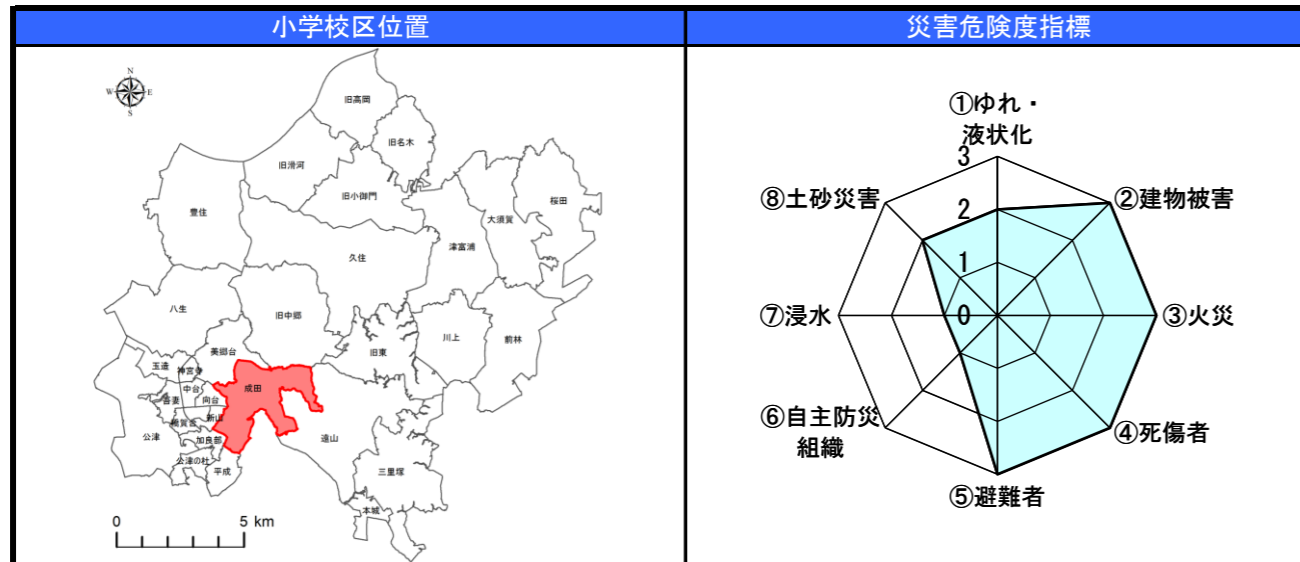 小学校区位置
災害危険度指標
N
W
E
S
旧高岡
旧名木
旧滑河
旧小御門
桜田
大須賀
豊住
津富浦
久住
八生
旧中郷
川上
前林
旧東
美郷台
玉造
神宮寺
成田
中台
吾妻
向台
新山
橋賀台
公津
加良部
遠山
公津の杜
平成
三里塚
本城
0
5 km
①ゆれ・
液状化
3
⑧土砂災害
②建物被害
2
1
⑦浸水
0
③火災
⑥自主防災
組織
④死傷者
⑤避難者